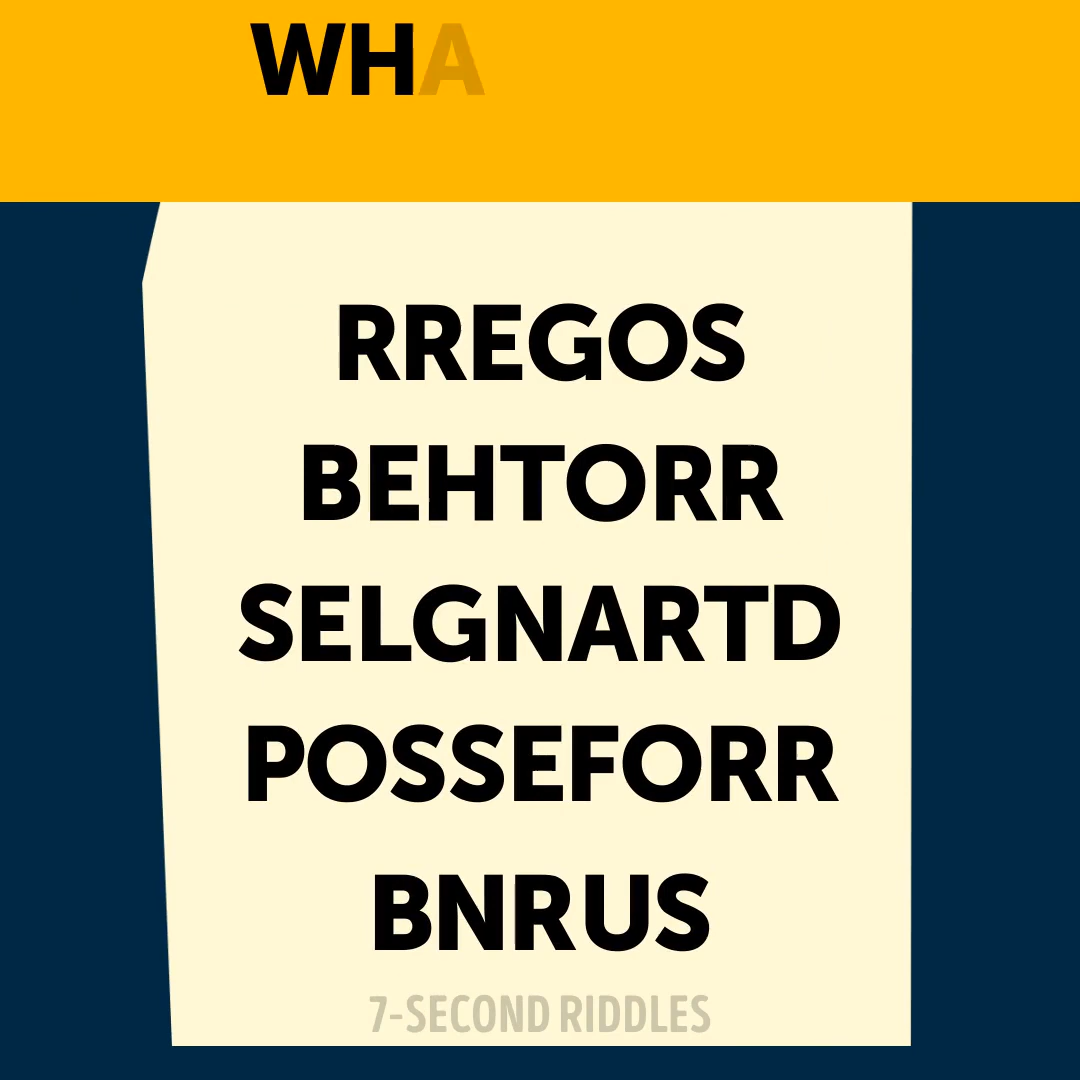 WHA
RREGOS
BEHTORR
SELGNARTD
POSSEFORR
BNRUS
7-SECOND RIDDLES